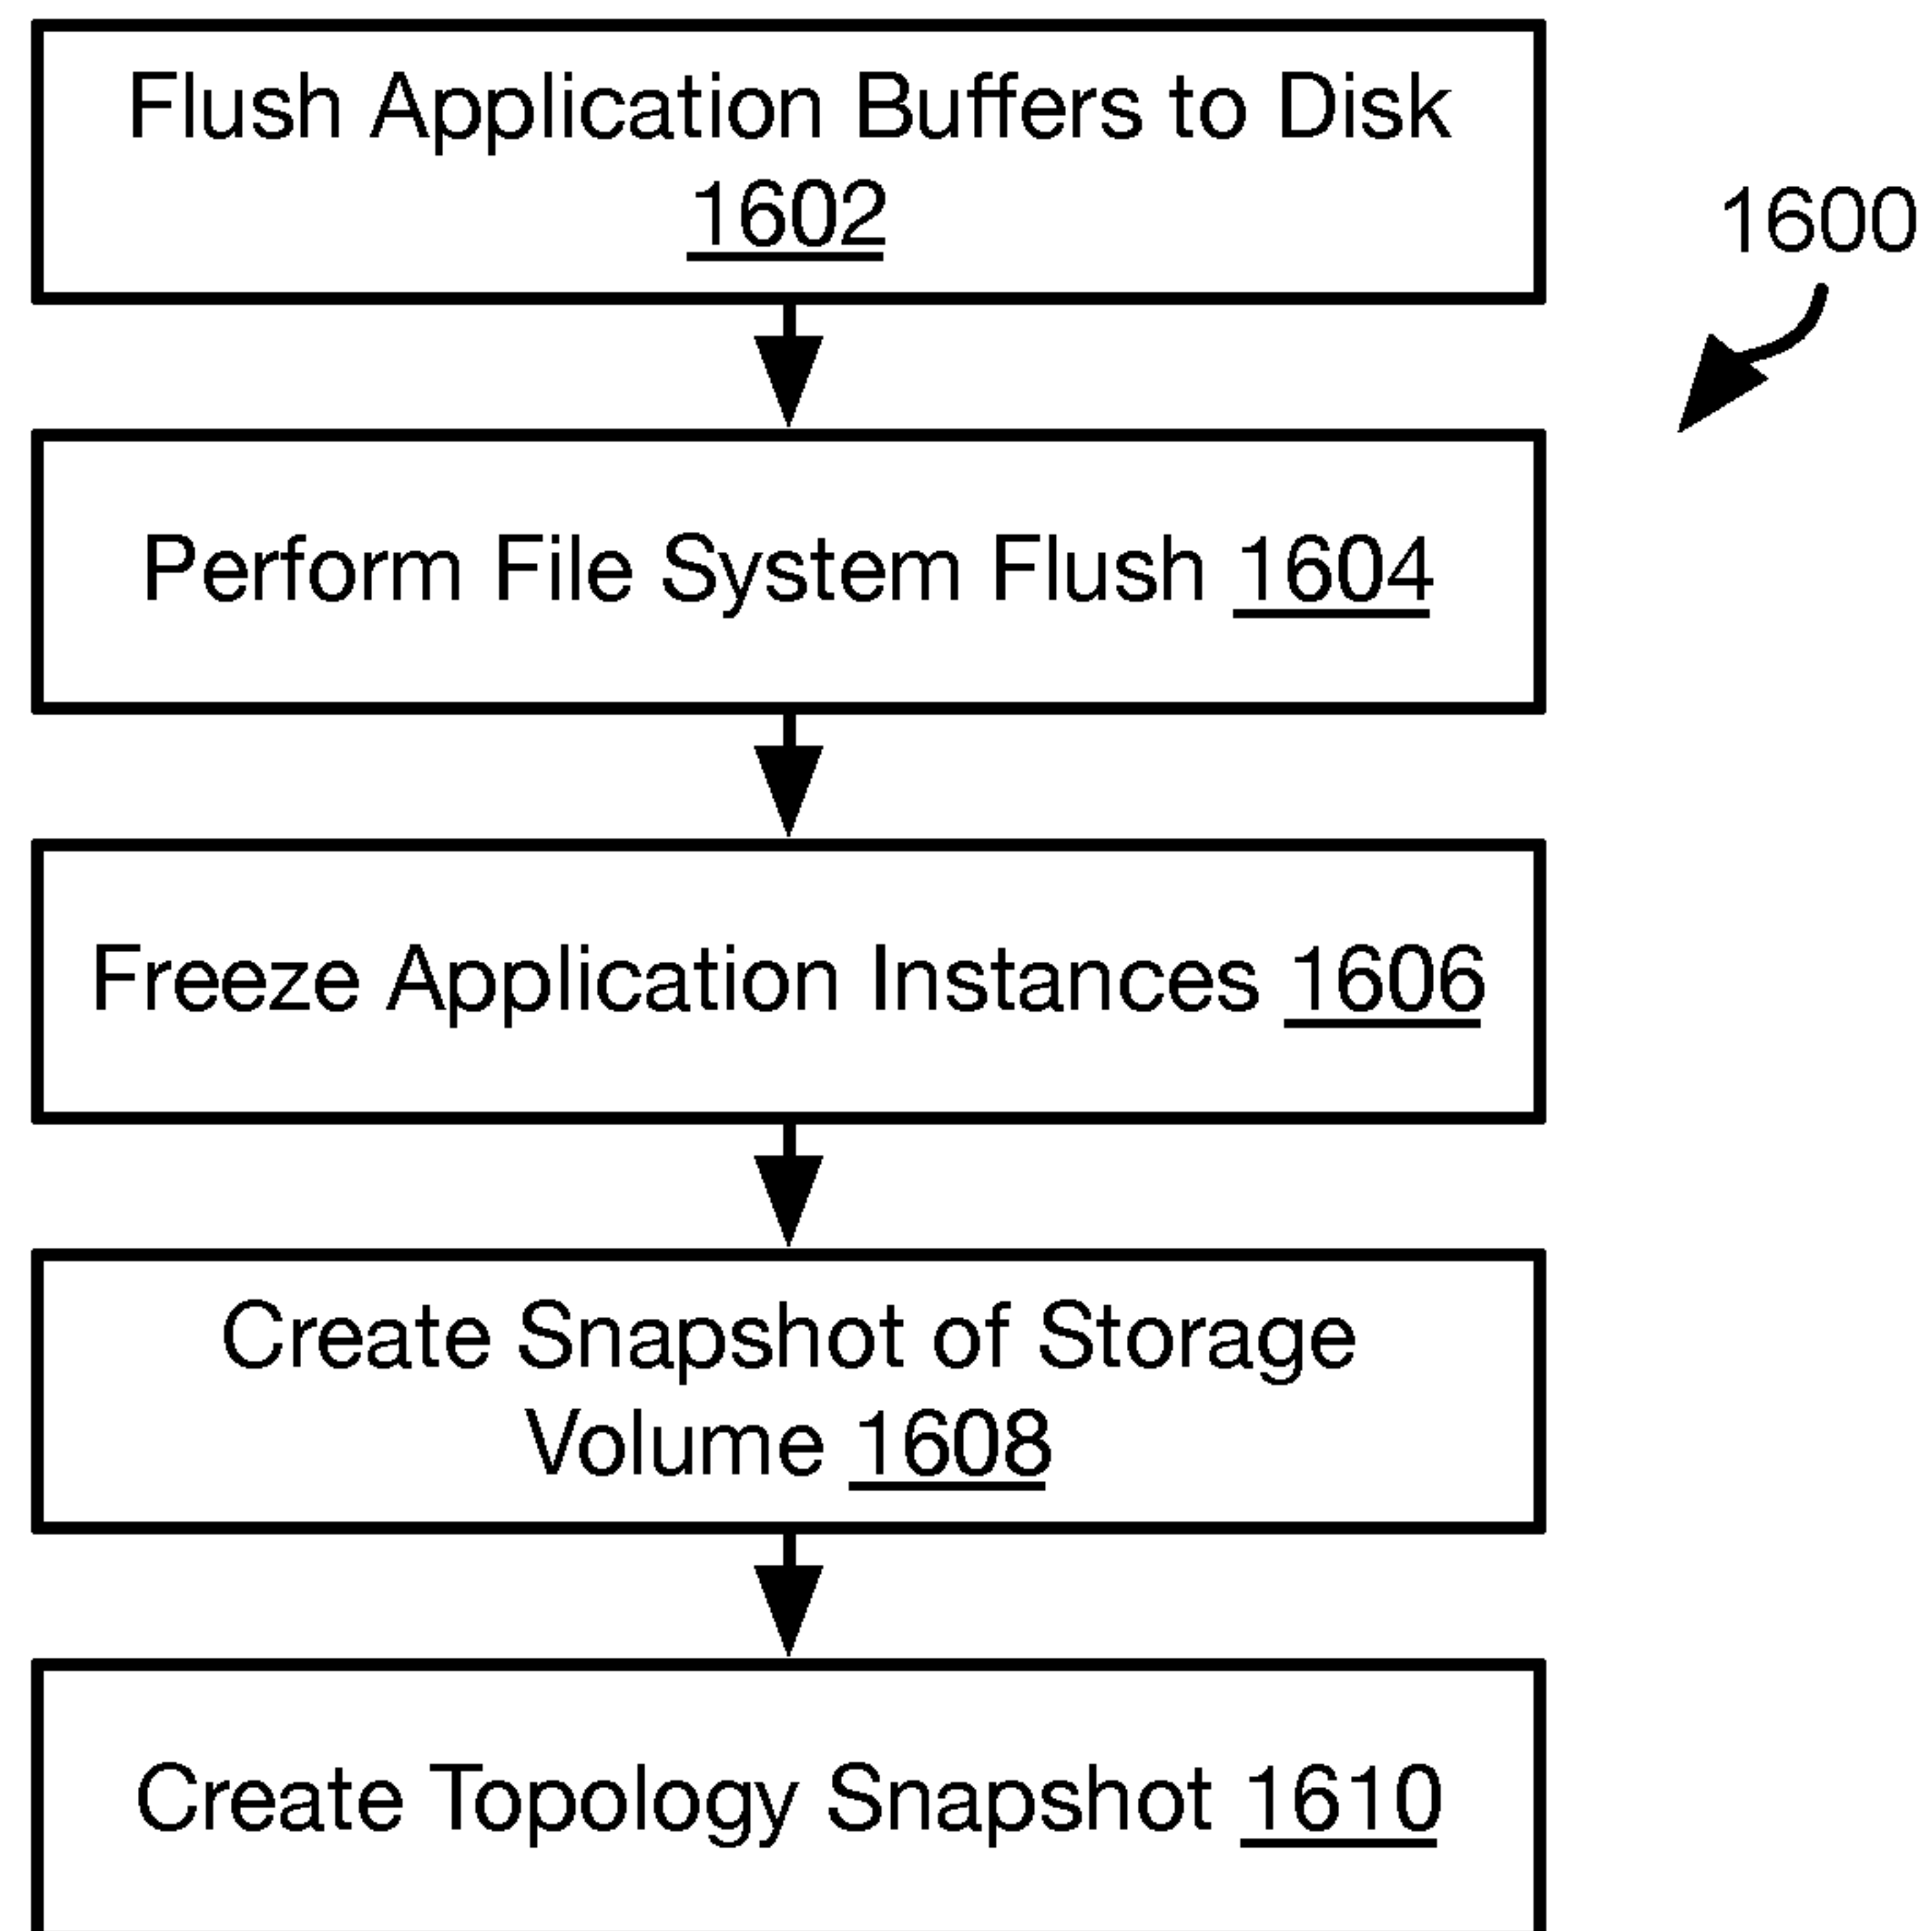 Flush Application Buffers to Disk
1602
1600
Perform File System Flush 1604
Freeze Application Instances 1606
Create Snapshot of Storage
Volume 1608
Create Topology Snapshot 1610